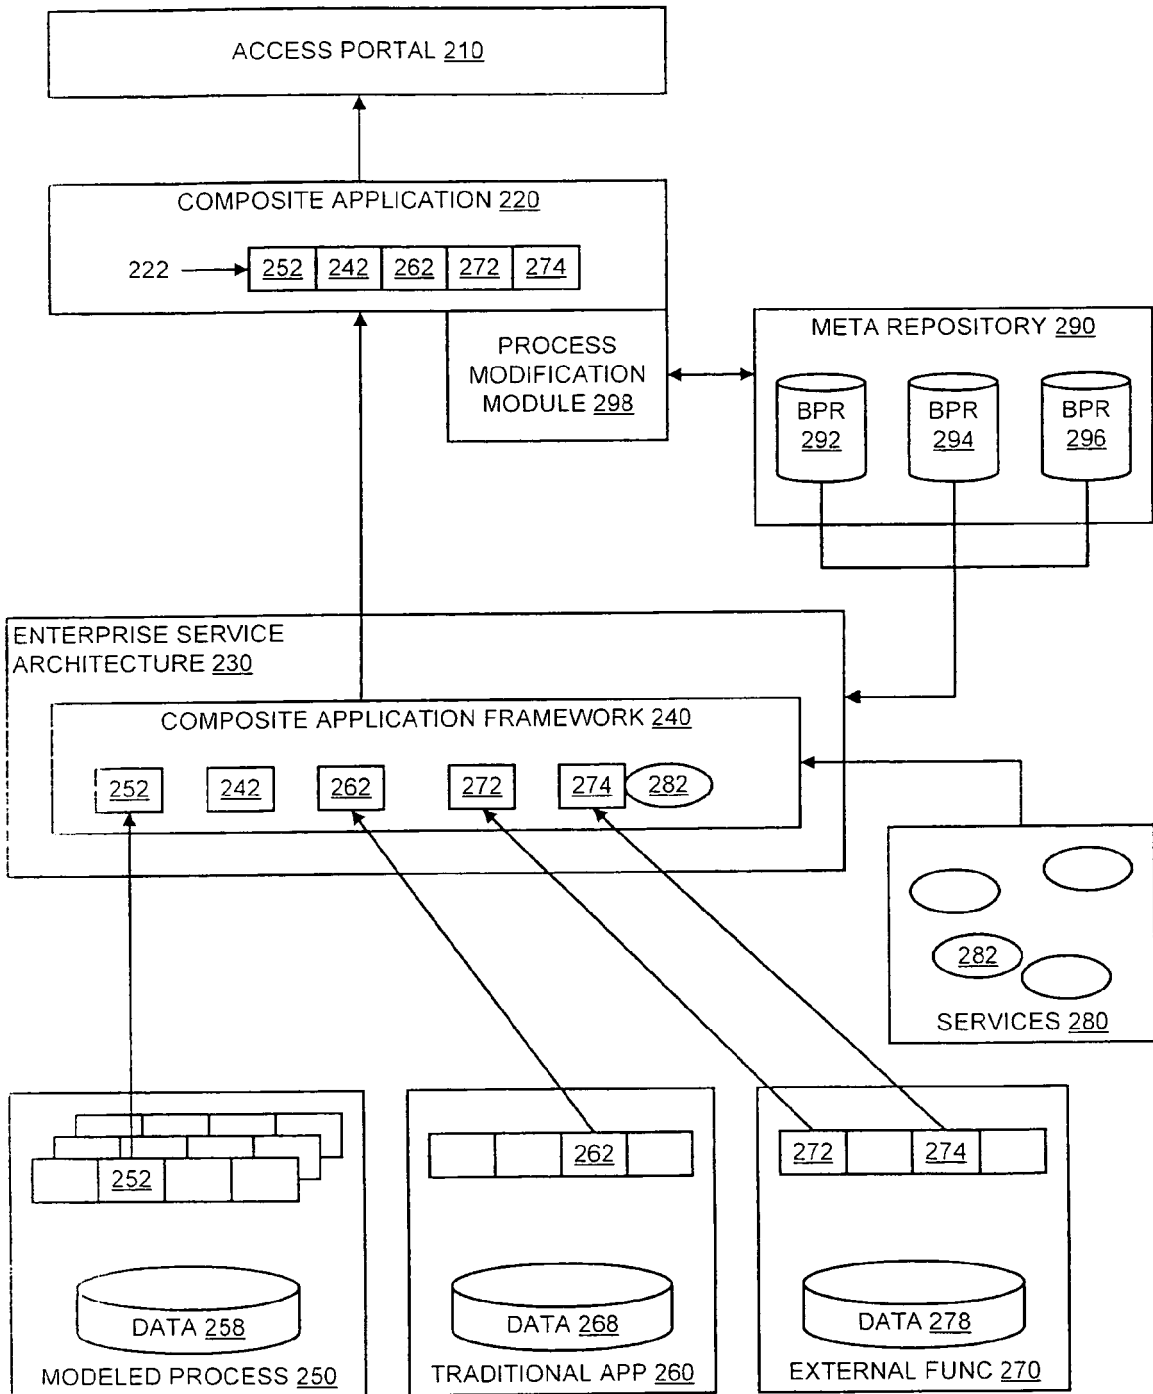 ACCESS PORTAL 210
COMPOSITE APPLICATION 220
222 252 242 262 272 274
PROCESS
MODIFICATION
MODULE 298
META REPOSITORY 290
BPR
292
BPR
294
BPR
296
ENTERPRISE SERVICE
ARCHITECTURE 230
COMPOSITE APPLICATION FRAMEWORK 240
252 242 262 272 274 282
282
SERVICES 280
252
DATA 258
MODELED PROCESS 250
262
DATA 268
TRADITIONAL APP 260
272 274
DATA 278
EXTERNAL FUNC 270